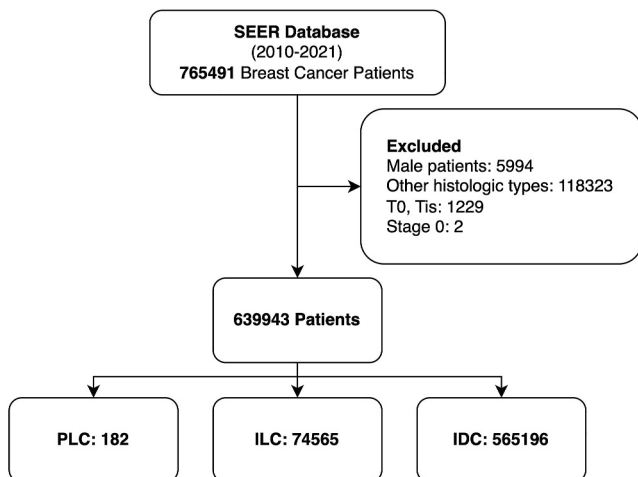 SEER Database
(2010-2021)
765491 Breast Cancer Patients
Excluded
Male patients: 5994
Other histologic types: 118323
T0, Tis: 1229
Stage 0: 2
639943 Patients
PLC: 182
ILC: 74565
IDC: 565196